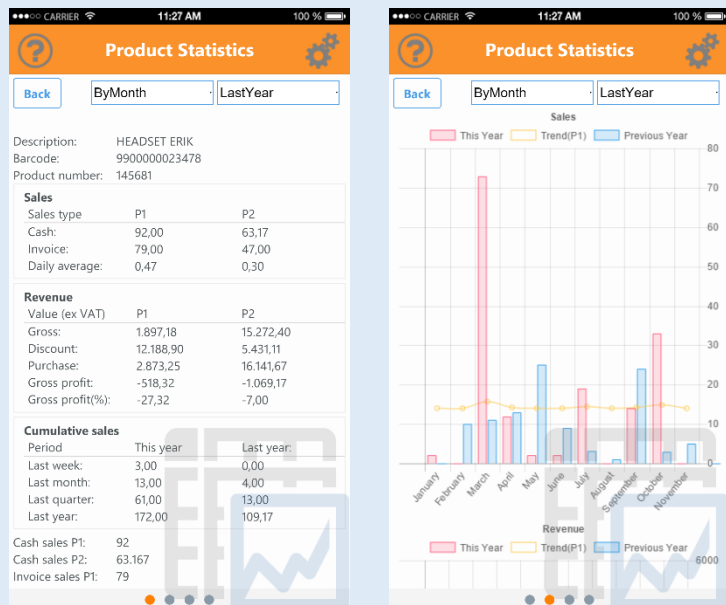 CARRIER 11:27 AM 100 %
? Product Statistics
Back ByMonth LastYear
Description: HEADSET ERIK
Barcode: 9900000023478
Product number: 145681
Sales
Sales type P1 P2
Cash: 92,00 63,17
Invoice: 79,00 47,00
Daily average: 0,47 0,30
Revenue
Value (ex VAT) P1 P2
Gross: 1.897,18 15.272,40
Discount: 12.188,90 5.431,11
Purchase: 2.873,25 16.141,67
Gross profit: -518,32 -1.069,17
Gross profit(%): -27,32 -7,00
Cumulative sales
Period This year Last year:
Last week: 3,00 0,00
Last month: 13,00 4,00
Last quarter: 61,00 13,00
Last year: 172,00 109,17
Cash sales P1: 92
Cash sales P2: 63.167
Invoice sales P1: 79
CARRIER 11:27 AM 100 %
? Product Statistics
Back ByMonth LastYear
Sales
This Year Trend(P1) Previous Year
80
70
60
50
40
30
20
10
0
January February March April May June July August September October November
Revenue
This Year Trend(P1) Previous Year
6000